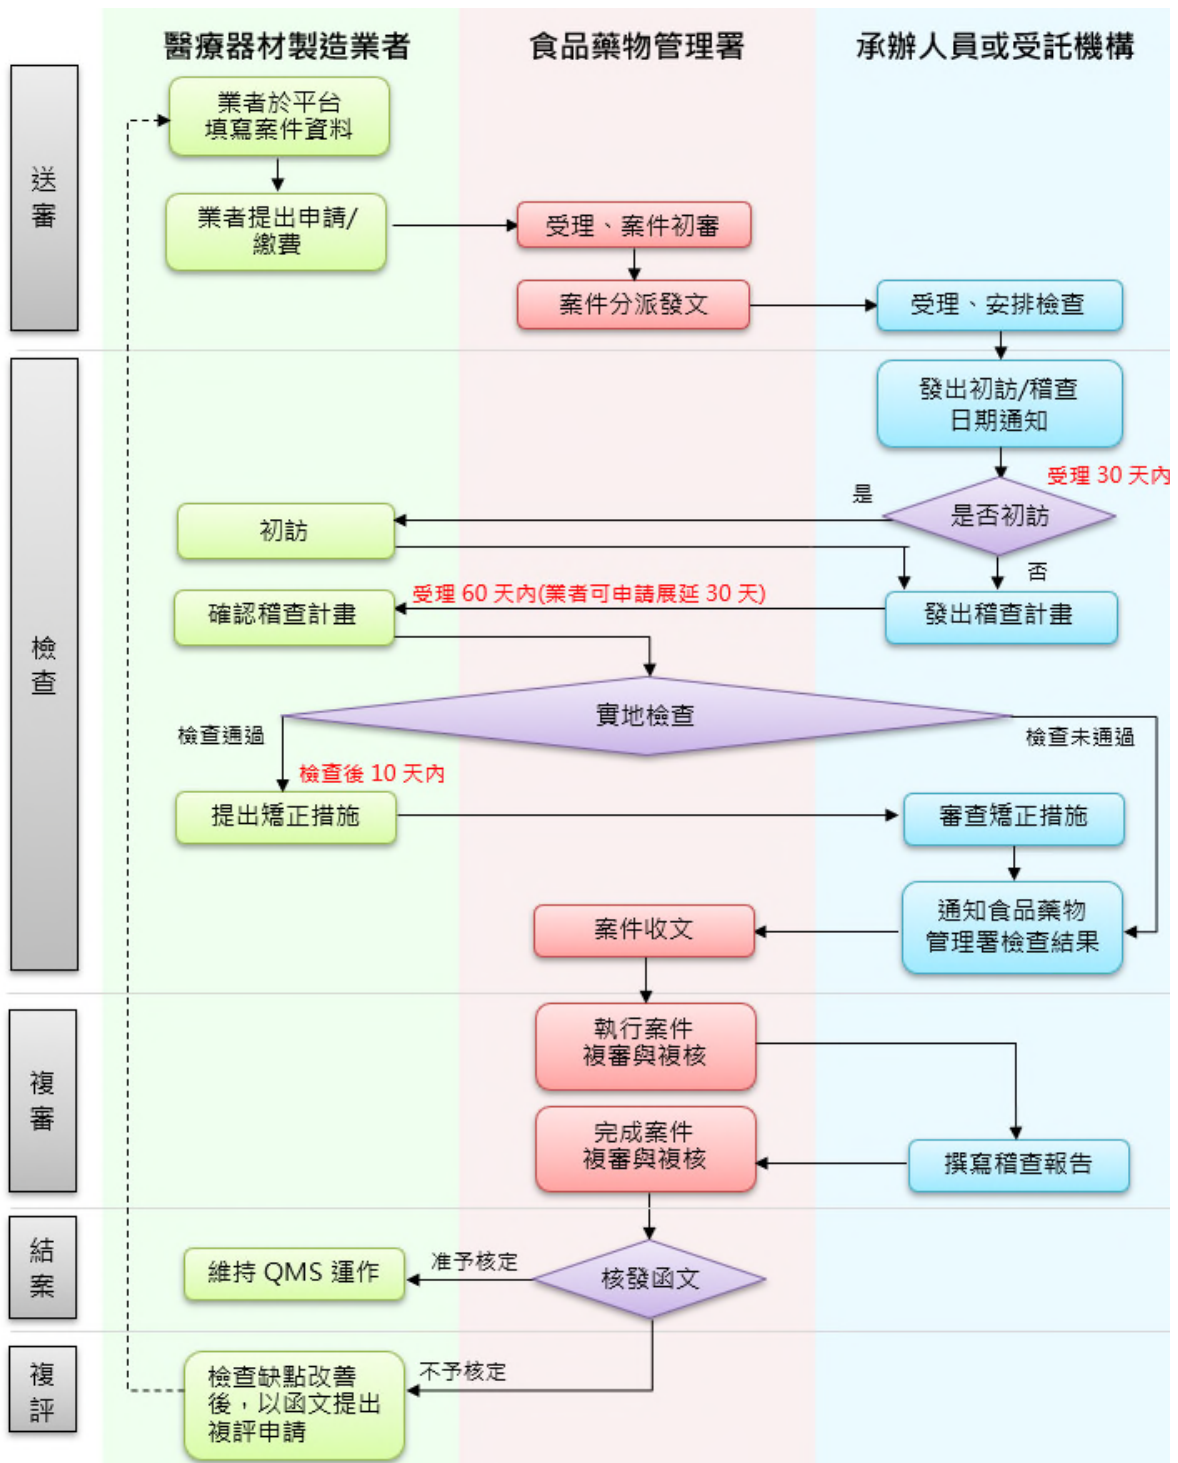 醫療器材製造業者
食品藥物管理署
承辦人員或受託機構
送
審
業者於平台
填寫案件資料
業者提出申請/
繳費
受理、案件初審
案件分派發文
受理、安排檢查
檢
查
發出初訪/稽查
日期通知
受理 30 天內
是否初訪
是
否
初訪
受理 60 天內(業者可申請展延 30 天)
確認稽查計畫
發出稽查計畫
實地檢查
檢查通過
檢查未通過
檢查後 10 天內
提出矯正措施
審查矯正措施
通知食品藥物
管理署檢查結果
案件收文
複
審
執行案件
複審與複核
完成案件
複審與複核
撰寫稽查報告
結
案
維持 QMS 運作
准予核定
核發函文
複
評
檢查缺點改善
後，以函文提出
複評申請
不予核定